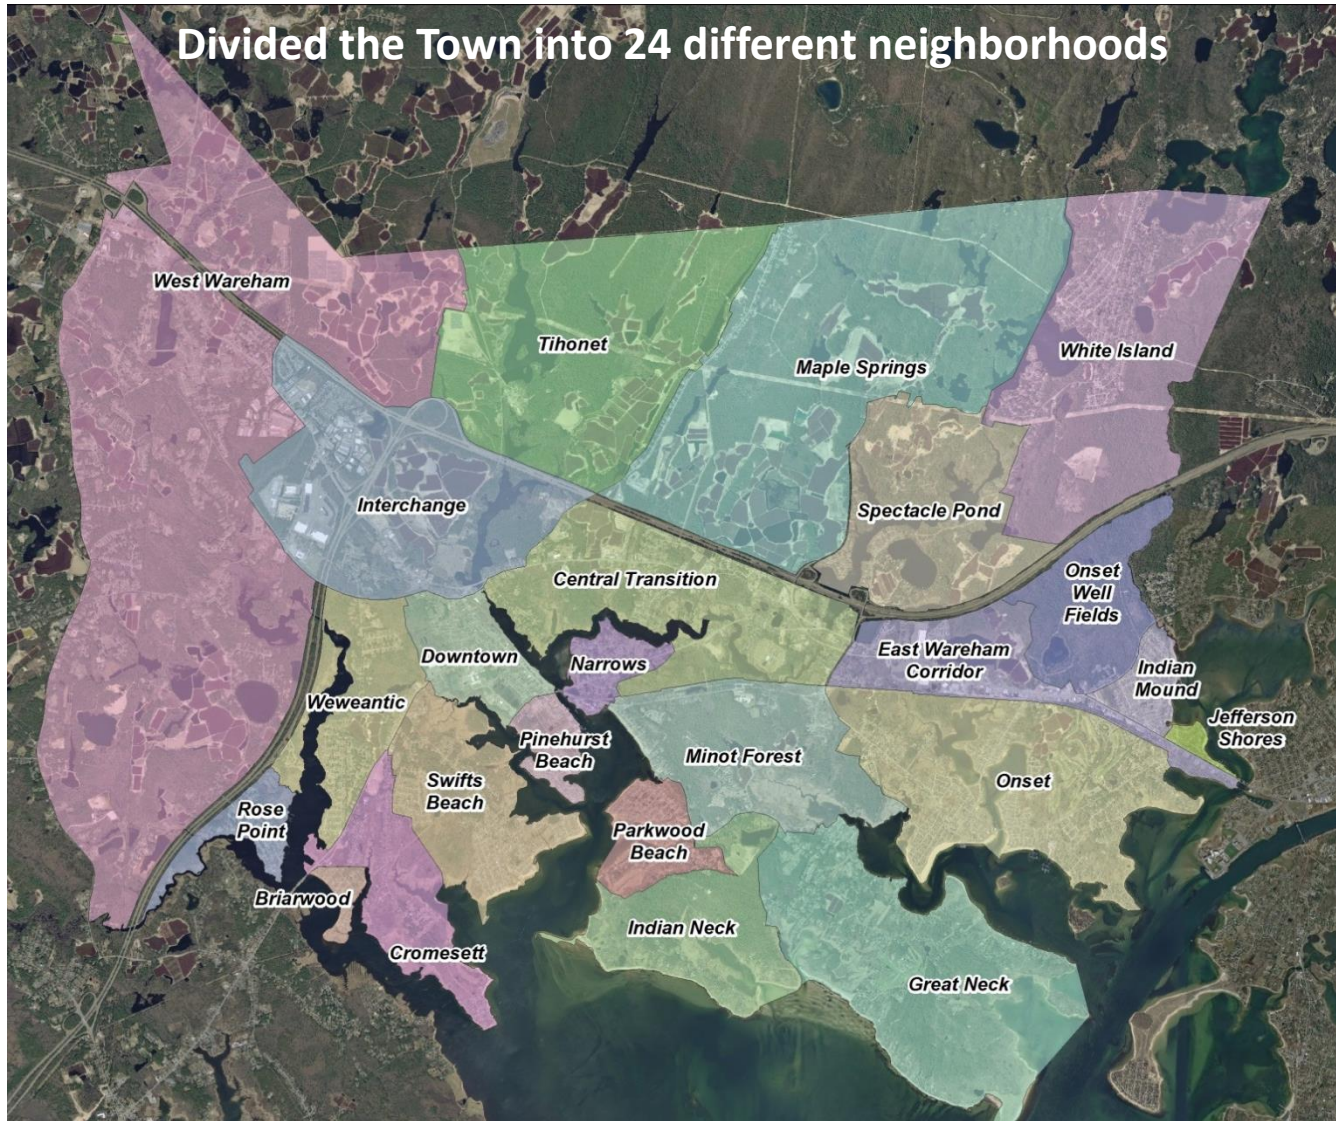 Divided the Town into 24 different neighborhoods
West Wareham
Tihonet
White Island
Maple Springs
Interchange
Spectacle Pond
Central Transition
Onset
Well
Fields
Downtown
Narrows
East Wareham
Corridor
Indian
Mound
Weweantic
Jefferson
Shores
Pinehurst
Beach
Minot Forest
Swifts
Beach
Onset
Rose
Point
Parkwood
Beach
Briarwood
Indian Neck
Cromesett
Great Neck